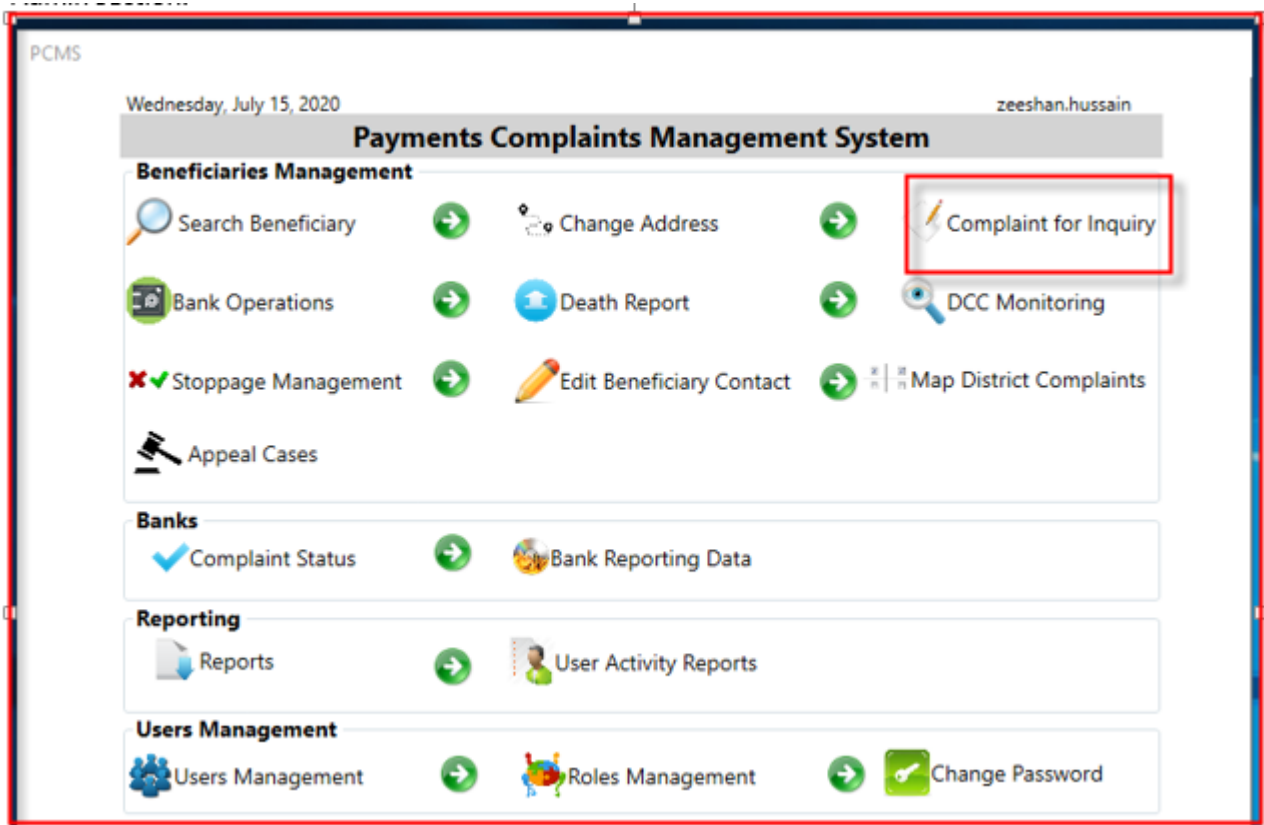 PCMS
Wednesday, July 15, 2020 zeeshan.hussain
Payments Complaints Management System
Beneficiaries Management
Search Beneficiary Change Address Complaint for Inquiry
Bank Operations Death Report DCC Monitoring
Stoppage Management Edit Beneficiary Contact Map District Complaints
Appeal Cases
Banks
Complaint Status Bank Reporting Data
Reporting
Reports User Activity Reports
Users Management
Users Management Roles Management Change Password